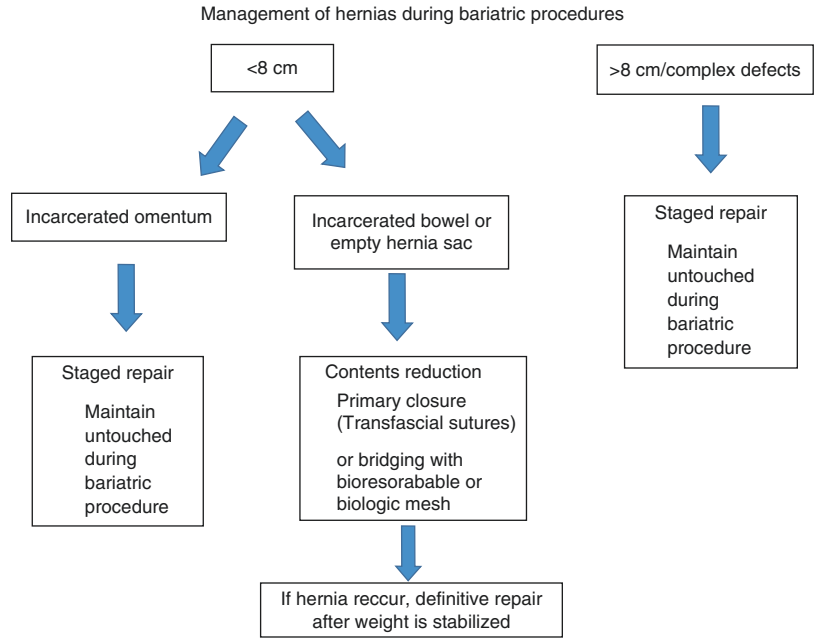 Management of hernias during bariatric procedures
<8 cm
>8 cm/complex defects
Incarcerated omentum
Incarcerated bowel or
empty hernia sac
Staged repair
Maintain
untouched
during
bariatric
procedure
Staged repair
Maintain
untouched
during
bariatric
procedure
Contents reduction
Primary closure
(Transfascial sutures)
or bridging with
bioresorabable or
biologic mesh
If hernia reccur, definitive repair
after weight is stabilized